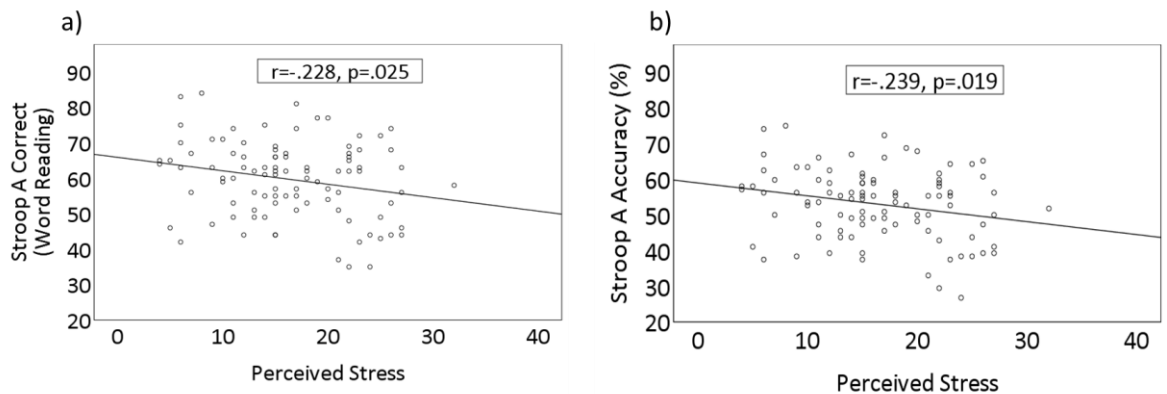 a)
r=-.228, p=.025
Stroop A Correct
(Word Reading)
90
80
70
60
50
40
30
20
0 10 20 30 40
Perceived Stress
b)
r=-.239, p=.019
Stroop A Accuracy (%)
90
80
70
60
50
40
30
20
0 10 20 30 40
Perceived Stress